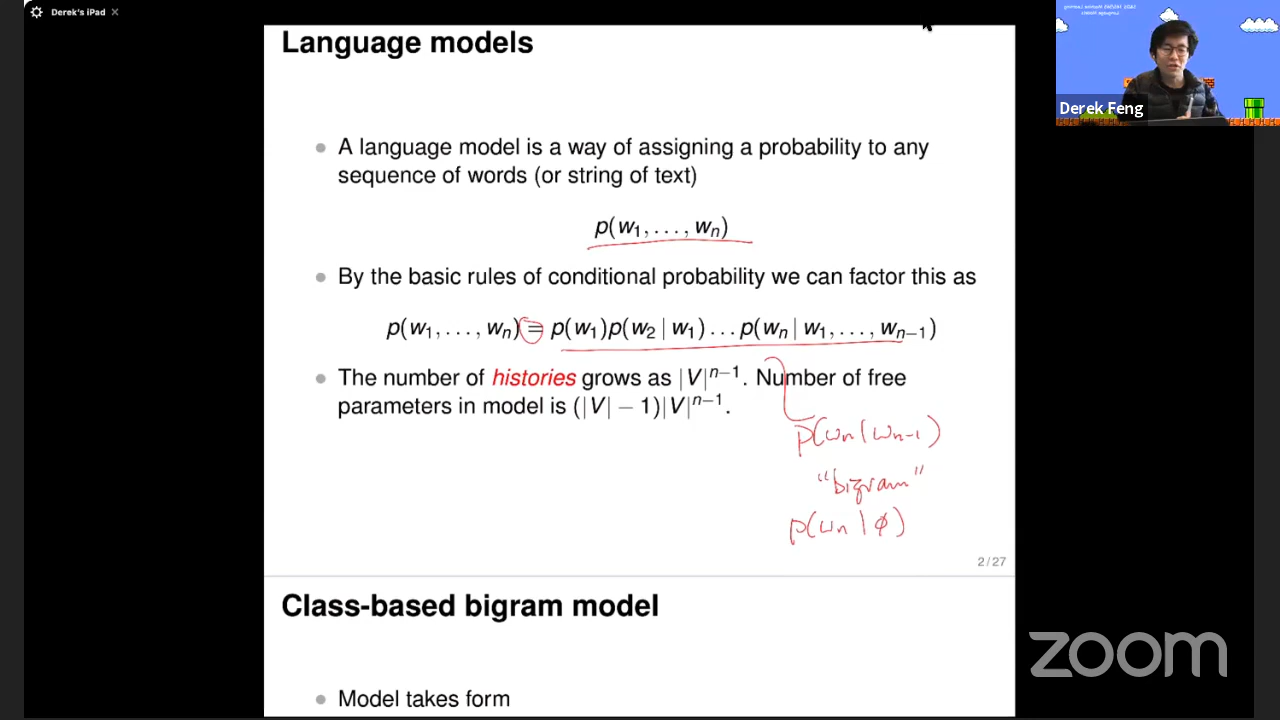 Derek's iPad
Language models
A language model is a way of assigning a probability to any
sequence of words (or string of text)
p(w₁, . . . , wₙ)
By the basic rules of conditional probability we can factor this as
p(w₁, . . . , wₙ) = p(w₁)p(w₂ | w₁) . . . p(wₙ | w₁, . . . , wₙ₋₁)
The number of histories grows as |V|ⁿ⁻¹. Number of free
parameters in model is (|V| − 1)|V|ⁿ⁻¹.
p(wₙ | wₙ₋₁)
"bigram"
p(wₙ | ϕ)
2 / 27
Class-based bigram model
Model takes form
Derek Feng
zoom